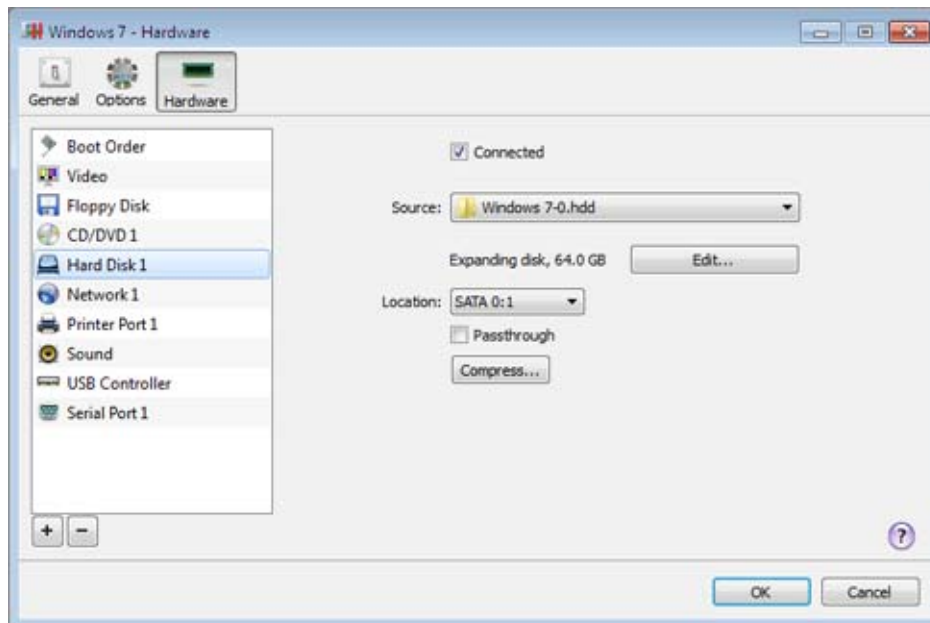 Windows 7 - Hardware
General Options Hardware
Boot Order
Video
Floppy Disk
CD/DVD 1
Hard Disk 1
Network 1
Printer Port 1
Sound
USB Controller
Serial Port 1
+ −
Connected
Source: Windows 7-0.hdd
Expanding disk, 64.0 GB Edit...
Location: SATA 0:1
Passthrough
Compress...
?
OK Cancel